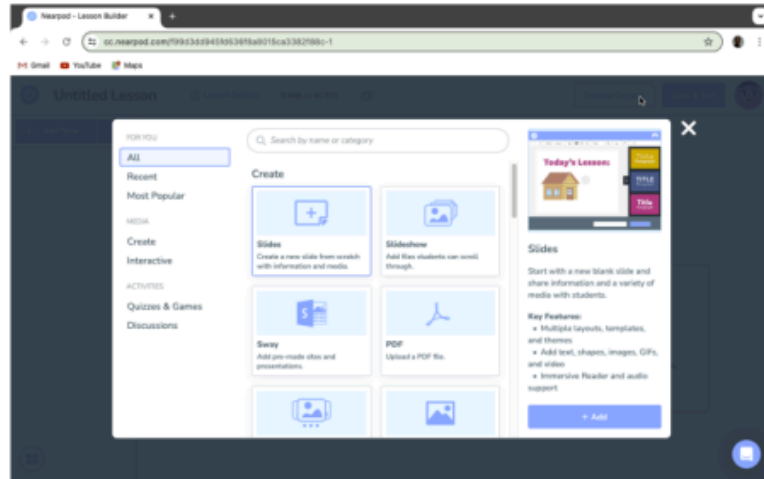 Nearpod - Lesson Builder
Gmail
YouTube
Maps
Untitled Lesson
FOR YOU
All
Recent
Most Popular
MEDIA
Create
Interactive
ACTIVITIES
Quizzes & Games
Discussions
Search by name or category
Create
Slides
Create a new slide from scratch
with information and media.
Slideshow
Add files students can scroll
through.
Sway
Add pre-made sites and
presentations.
PDF
Upload a PDF file.
Today's Lesson:
TITLE
Title
Slides
Start with a new blank slide and
share information and a variety of
media with students.
Key Features:
• Multiple layouts, templates,
and themes
• Add text, shapes, images, GIFs,
and video
• Immersive Reader and audio
support
+ Add